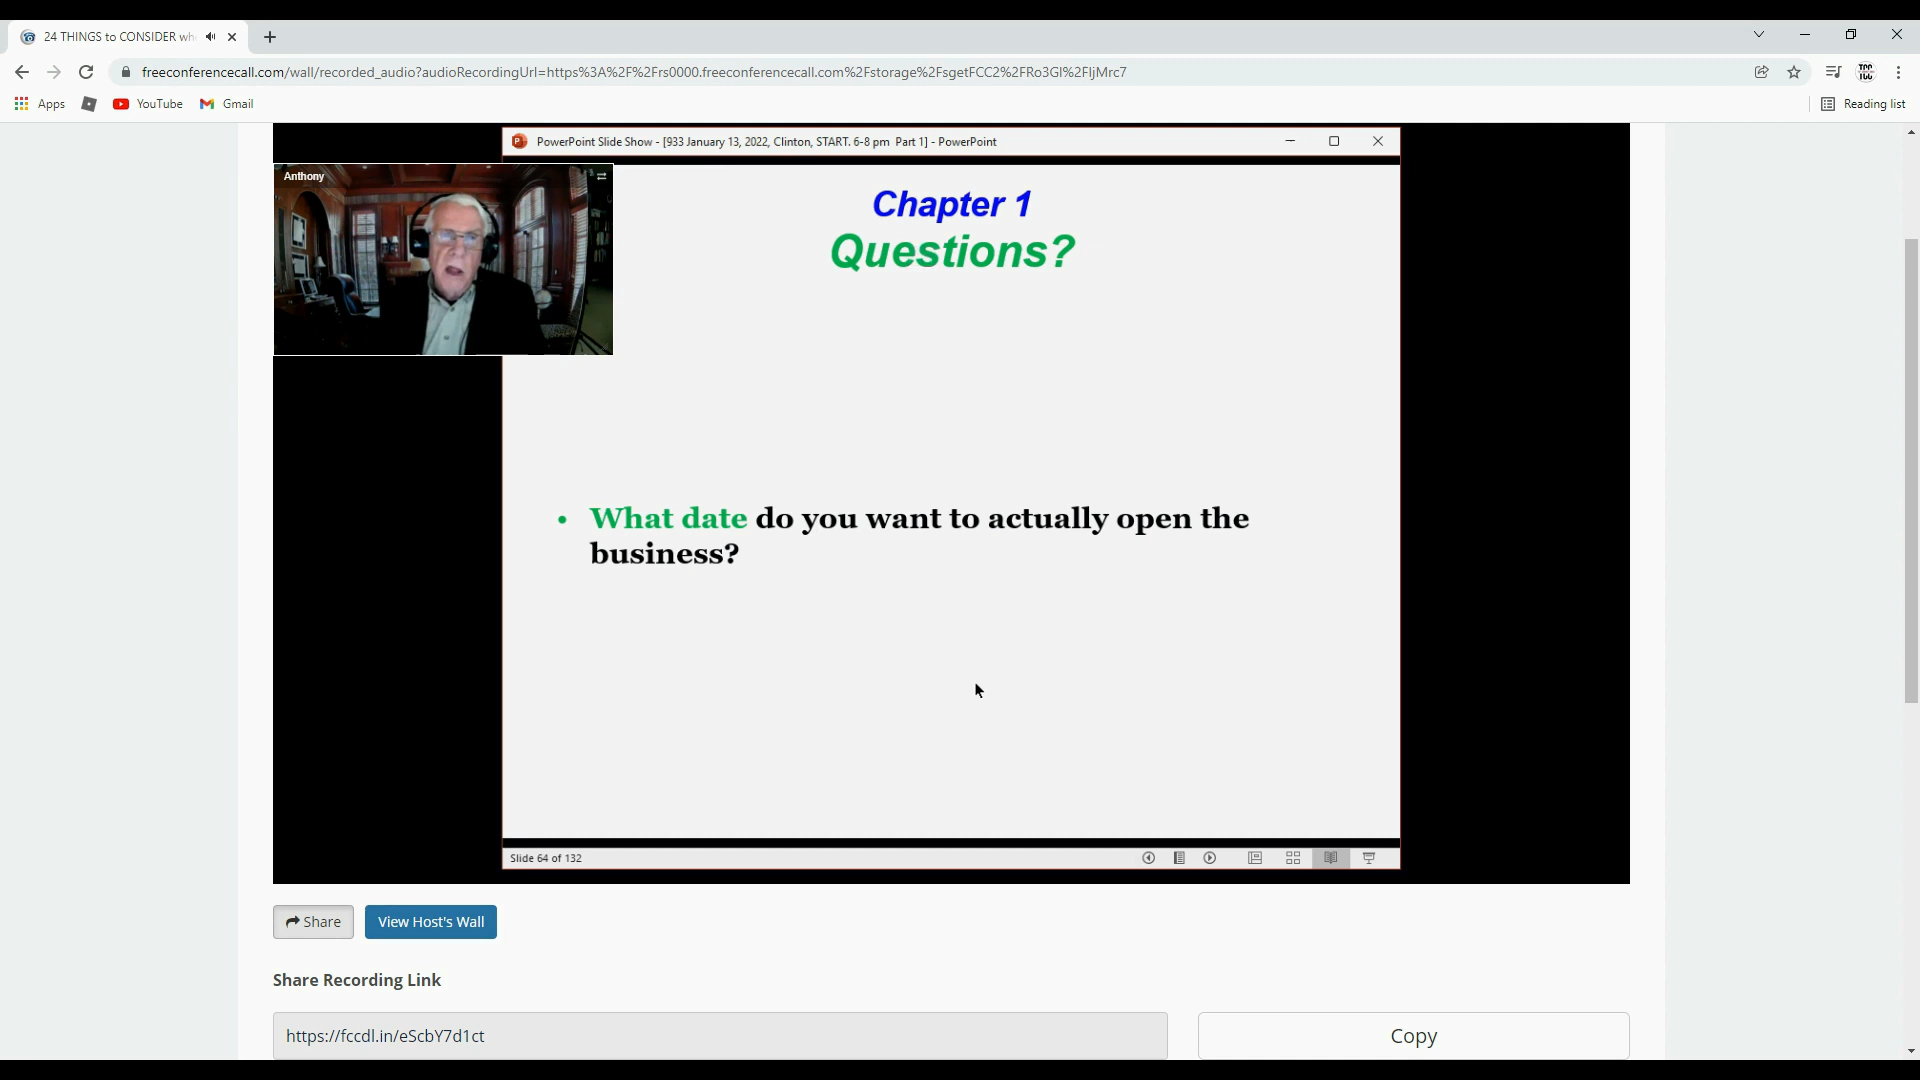 24 THINGS to CONSIDER wh
freeconferencecall.com/wall/recorded_audio?audioRecordingUrl=https%3A%2F%2Frs0000.freeconferencecall.com%2Fstorage%2FsgetFCC2%2FRo3GI%2FIjMrc7
Apps
YouTube
Gmail
Reading list
PowerPoint Slide Show - [933 January 13, 2022, Clinton, START. 6-8 pm Part 1] - PowerPoint
Anthony
Chapter 1
Questions?
• What date do you want to actually open the
business?
Slide 64 of 132
Share
View Host's Wall
Share Recording Link
https://fccdl.in/eScbY7d1ct
Copy